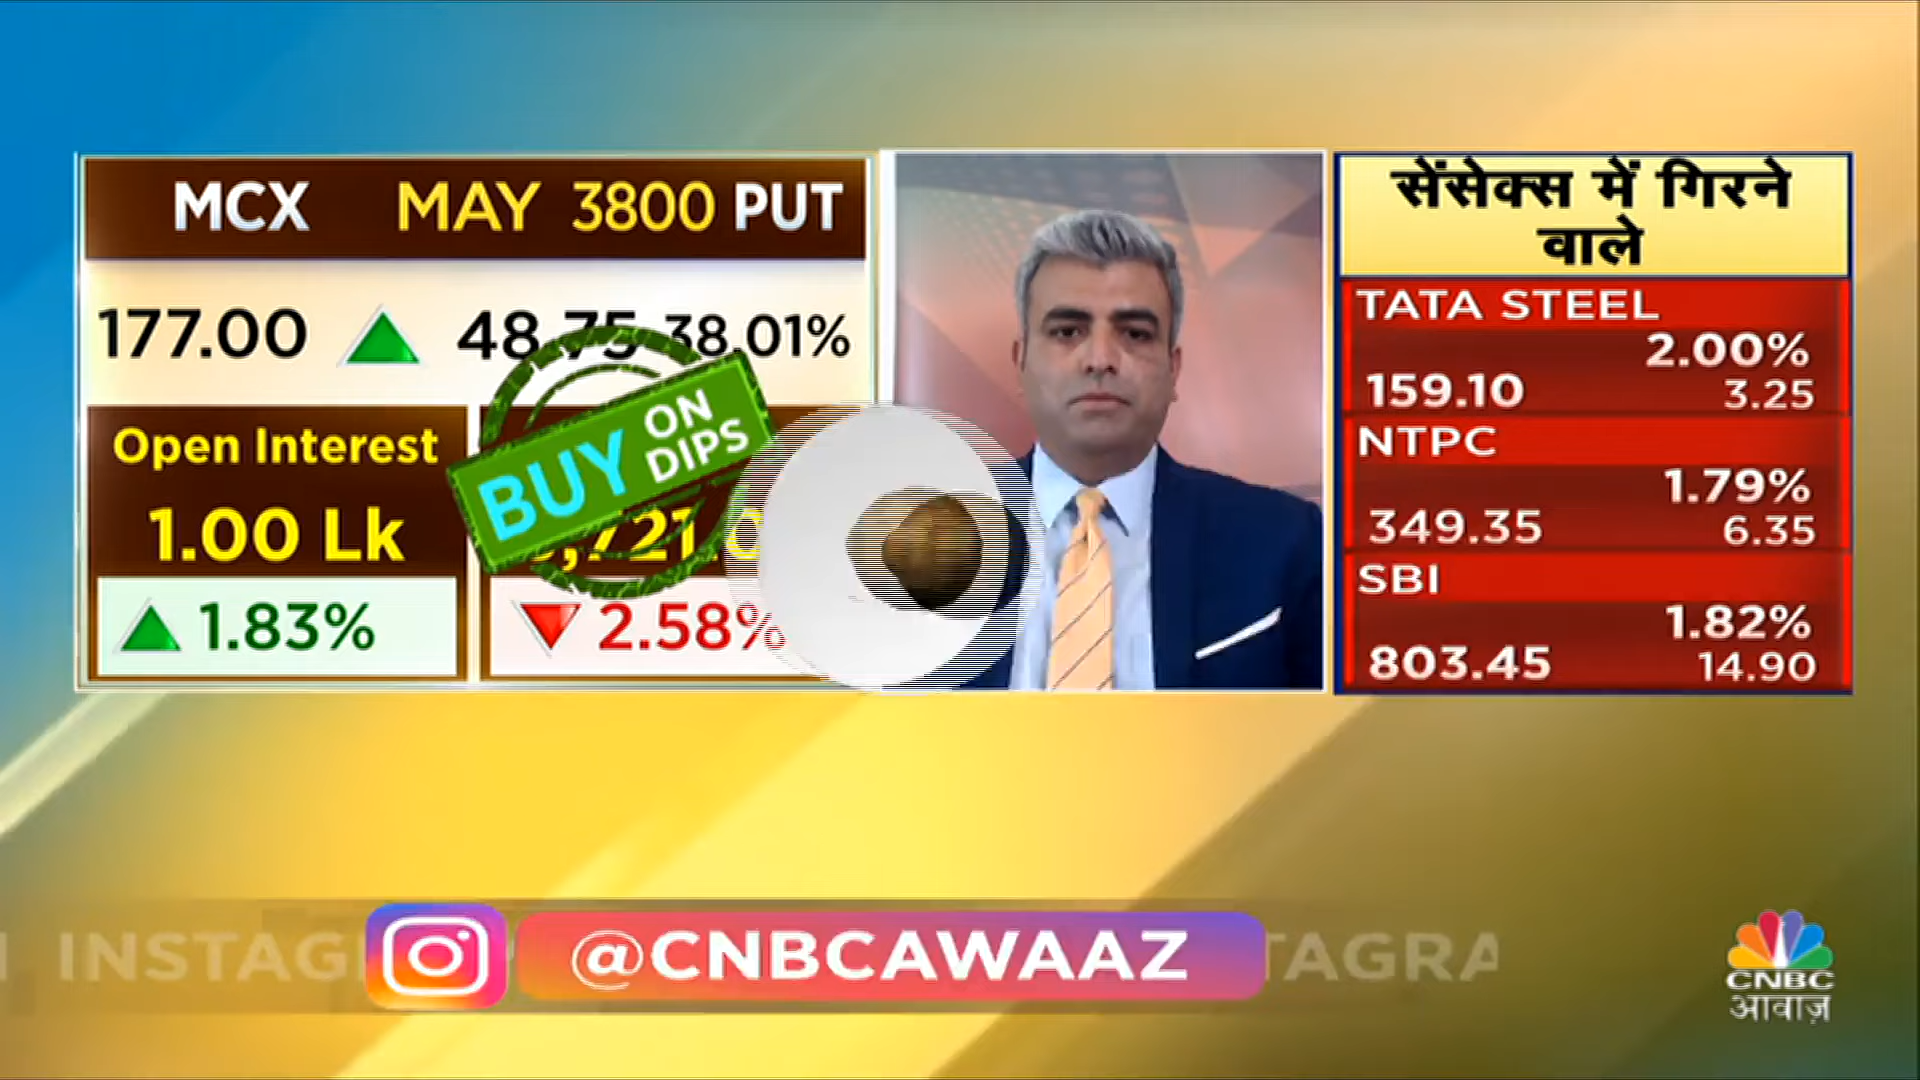 MCX MAY 3800 PUT
177.00 48.75 38.01%
Open Interest
1.00 Lk
1.83%
BUY ON DIPS
2.58%
सेंसेक्स में गिरने
वाले
TATA STEEL
2.00%
159.10 3.25
NTPC
1.79%
349.35 6.35
SBI
1.82%
803.45 14.90
@CNBCAWAAZ
CNBC
आवाज़